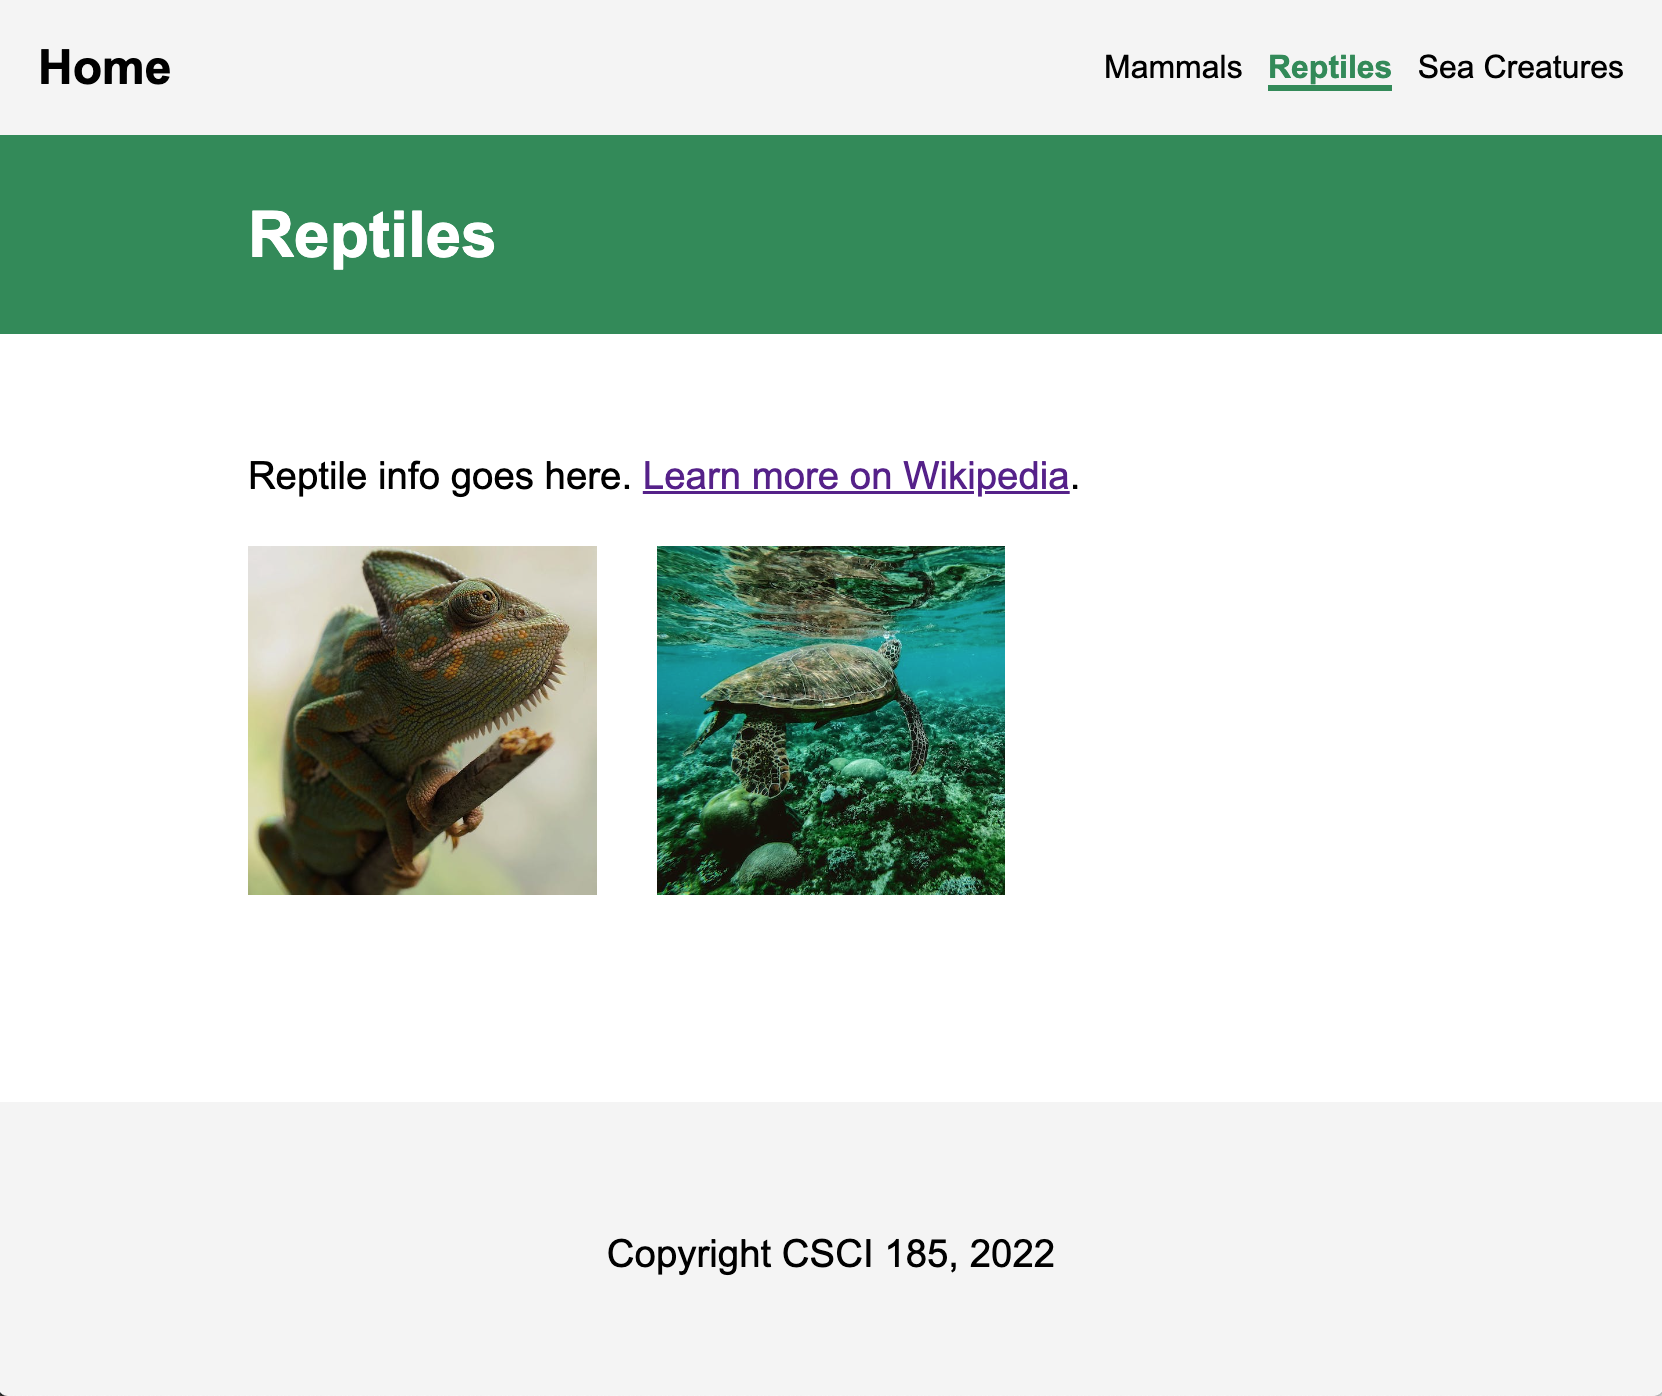 Home
Mammals Reptiles Sea Creatures
Reptiles
Reptile info goes here. Learn more on Wikipedia.
Copyright CSCI 185, 2022